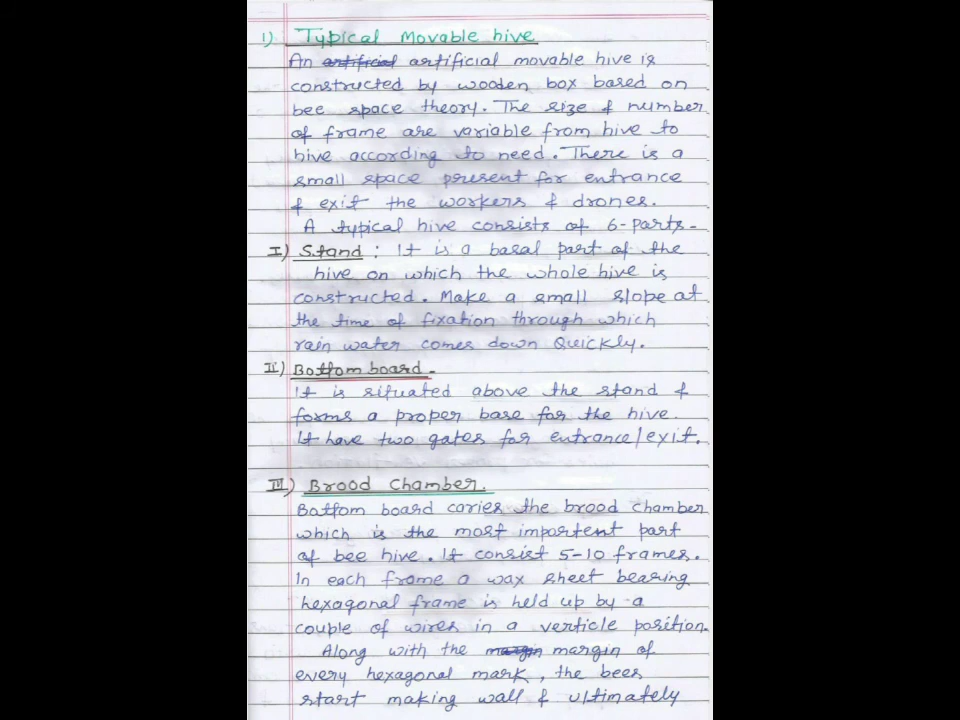 1) Typical Movable hive
An artificial artificial movable hive is
constructed by wooden box based on
bee space theory. The size & number
of frame are variable from hive to
hive according to need. There is a
small space present for entrance
& exit the workers & drones.
A typical hive consists of 6-parts-
I) Stand : It is a basal part of the
hive on which the whole hive is
constructed. Make a small slope at
the time of fixation through which
rain water comes down Quickly.
II) Bottom board -
It is situated above the stand &
forms a proper base for the hive.
It have two gates for entrance/exit.
III) Brood Chamber.
Bottom board caries the brood chamber
which is the most importent part
of bee hive. It consist 5-10 frames.
In each frame a wax sheet bearing
hexagonal frame is held up by a
couple of wires in a verticle position.
Along with the margin margin of
every hexagonal mark, the bees
start making wall & ultimately